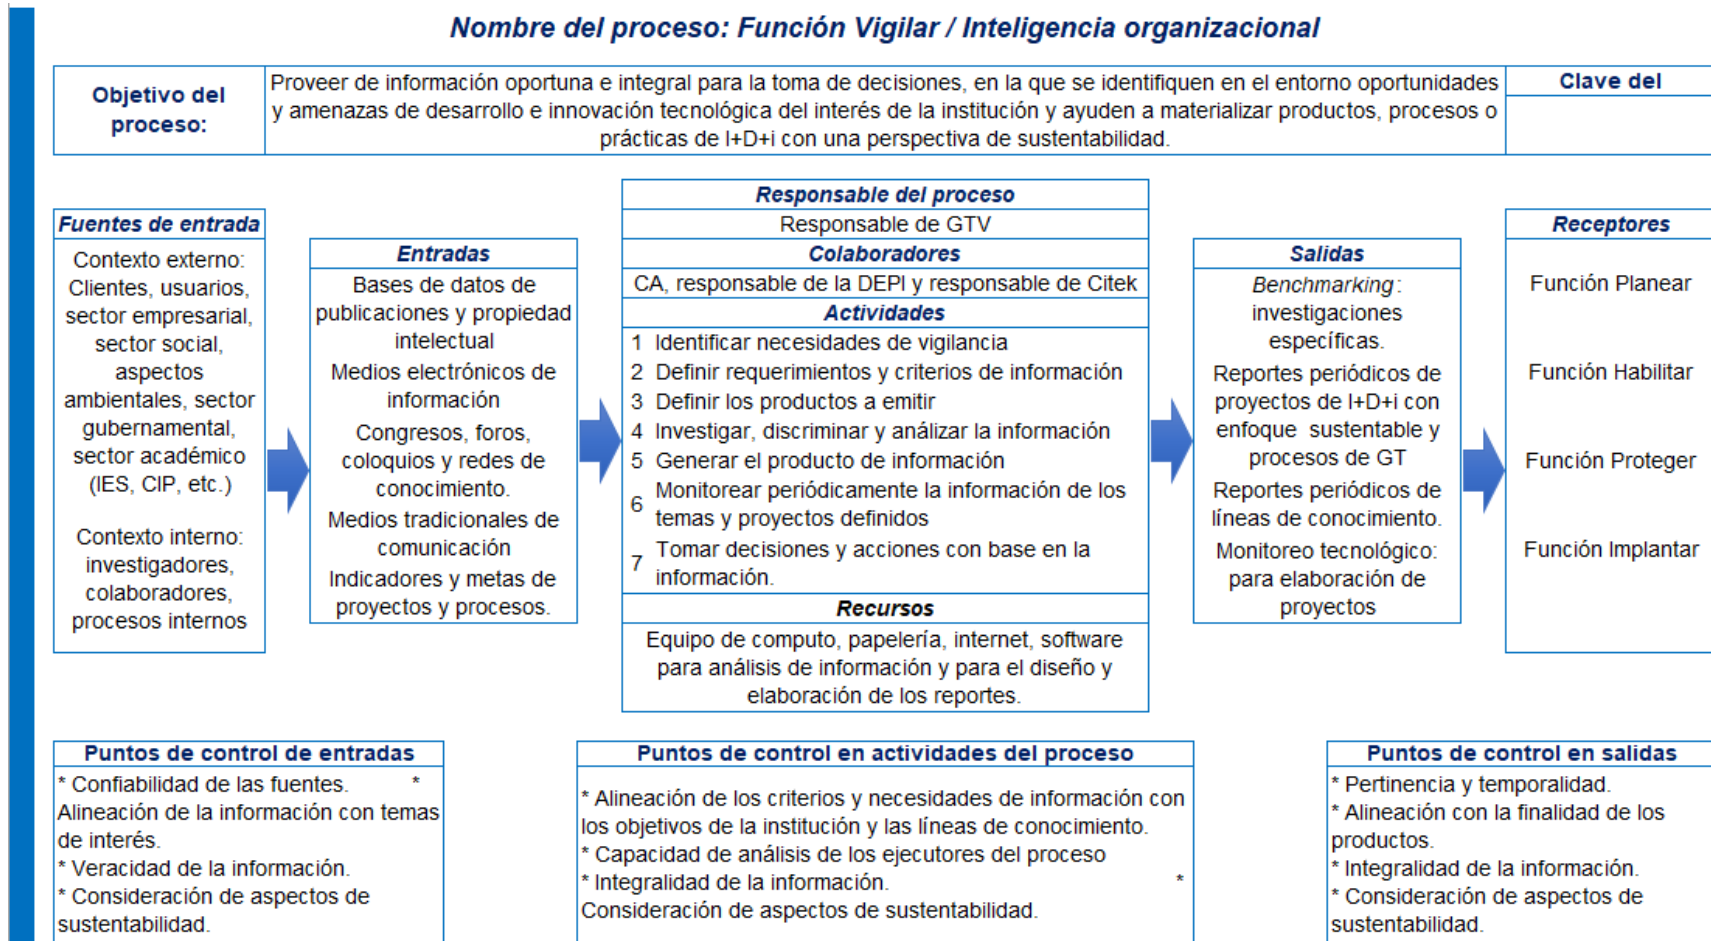 Nombre del proceso: Función Vigilar / Inteligencia organizacional
Objetivo del
proceso:
Proveer de información oportuna e integral para la toma de decisiones, en la que se identifiquen en el entorno oportunidades
y amenazas de desarrollo e innovación tecnológica del interés de la institución y ayuden a materializar productos, procesos o
prácticas de I+D+i con una perspectiva de sustentabilidad.
Clave del
Fuentes de entrada
Contexto externo:
Clientes, usuarios,
sector empresarial,
sector social,
aspectos
ambientales, sector
gubernamental,
sector académico
(IES, CIP, etc.)
Contexto interno:
investigadores,
colaboradores,
procesos internos
Entradas
Bases de datos de
publicaciones y propiedad
intelectual
Medios electrónicos de
información
Congresos, foros,
coloquios y redes de
conocimiento.
Medios tradicionales de
comunicación
Indicadores y metas de
proyectos y procesos.
Responsable del proceso
Responsable de GTV
Colaboradores
CA, responsable de la DEPI y responsable de Citek
Actividades
1 Identificar necesidades de vigilancia
2 Definir requerimientos y criterios de información
3 Definir los productos a emitir
4 Investigar, discriminar y análizar la información
5 Generar el producto de información
6 Monitorear periódicamente la información de los
temas y proyectos definidos
7 Tomar decisiones y acciones con base en la
información.
Recursos
Equipo de computo, papelería, internet, software
para análisis de información y para el diseño y
elaboración de los reportes.
Salidas
Benchmarking:
investigaciones
específicas.
Reportes periódicos de
proyectos de I+D+i con
enfoque sustentable y
procesos de GT
Reportes periódicos de
líneas de conocimiento.
Monitoreo tecnológico:
para elaboración de
proyectos
Receptores
Función Planear
Función Habilitar
Función Proteger
Función Implantar
Puntos de control de entradas
* Confiabilidad de las fuentes. *
Alineación de la información con temas
de interés.
* Veracidad de la información.
* Consideración de aspectos de
sustentabilidad.
Puntos de control en actividades del proceso
* Alineación de los criterios y necesidades de información con
los objetivos de la institución y las líneas de conocimiento.
* Capacidad de análisis de los ejecutores del proceso
* Integralidad de la información. *
Consideración de aspectos de sustentabilidad.
Puntos de control en salidas
* Pertinencia y temporalidad.
* Alineación con la finalidad de los
productos.
* Integralidad de la información.
* Consideración de aspectos de
sustentabilidad.